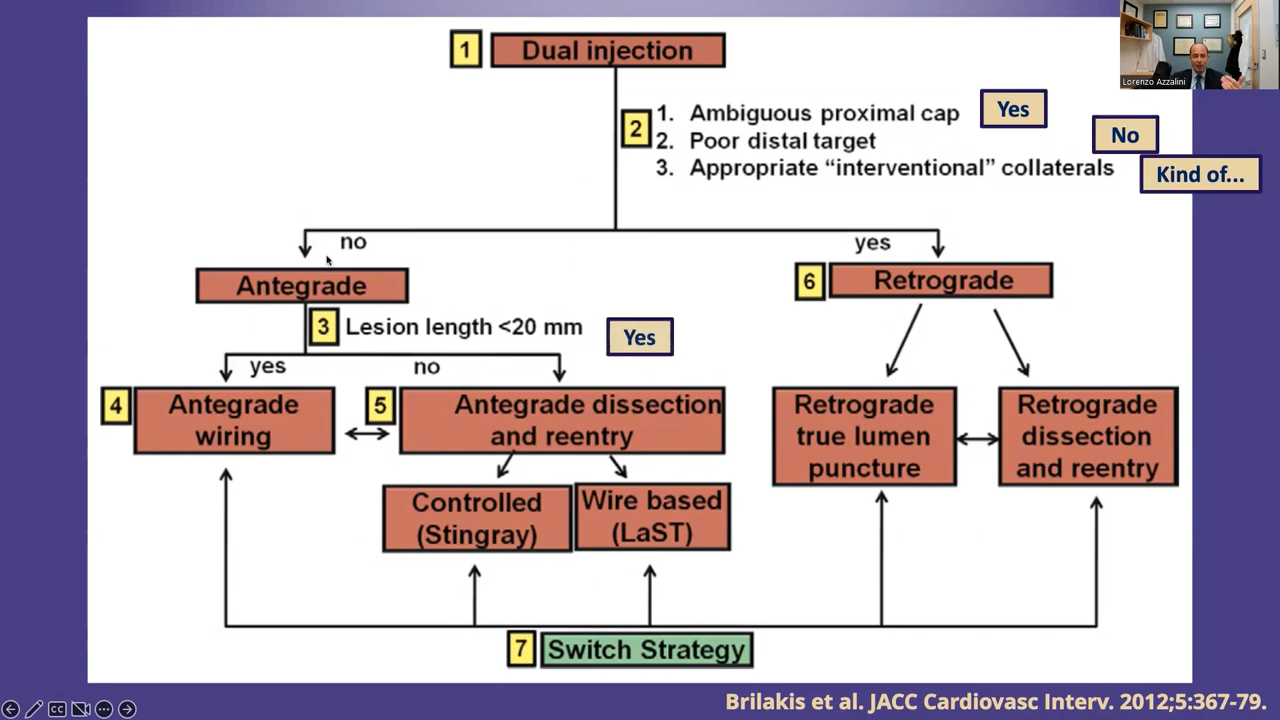 1 Dual injection
Lorenzo Azzalini
2
1. Ambiguous proximal cap Yes
2. Poor distal target No
3. Appropriate “interventional” collaterals Kind of...
no
yes
Antegrade
6 Retrograde
3 Lesion length <20 mm Yes
yes
no
4 Antegrade
wiring
5 Antegrade dissection
and reentry
Retrograde
true lumen
puncture
Retrograde
dissection
and reentry
Controlled
(Stingray)
Wire based
(LaST)
7 Switch Strategy
CC
Brilakis et al. JACC Cardiovasc Interv. 2012;5:367-79.